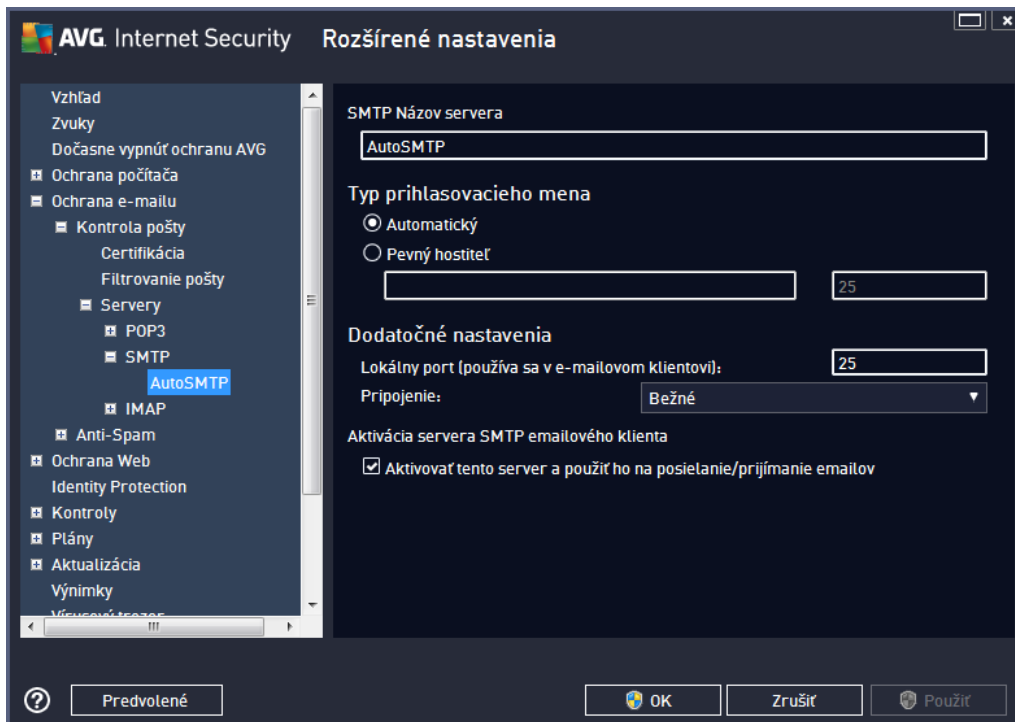 AVG. Internet Security
Rozšírené nastavenia
Vzhľad
Zvuky
Dočasne vypnúť ochranu AVG
Ochrana počítača
Ochrana e-mailu
Kontrola pošty
Certifikácia
Filtrovanie pošty
Servery
POP3
SMTP
AutoSMTP
IMAP
Anti-Spam
Ochrana Web
Identity Protection
Kontroly
Plány
Aktualizácia
Výnimky
Vírusový trezor
SMTP Názov servera
AutoSMTP
Typ prihlasovacieho mena
Automatický
Pevný hostiteľ
25
Dodatočné nastavenia
Lokálny port (používa sa v e-mailovom klientovi):
25
Pripojenie:
Bežné
Aktivácia servera SMTP emailového klienta
Aktivovať tento server a použiť ho na posielanie/prijímanie emailov
Predvolené
OK
Zrušiť
Použiť